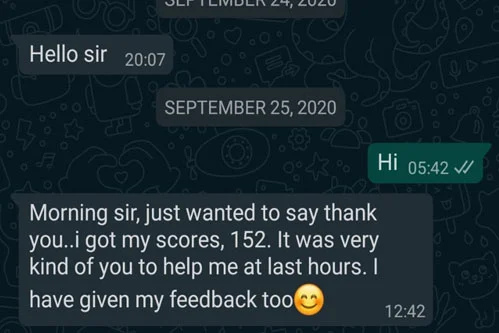 SEPTEMBER 24, 2020
Hello sir 20:07
SEPTEMBER 25, 2020
Hi 05:42
Morning sir, just wanted to say thank
you..i got my scores, 152. It was very
kind of you to help me at last hours. I
have given my feedback too😊
12:42